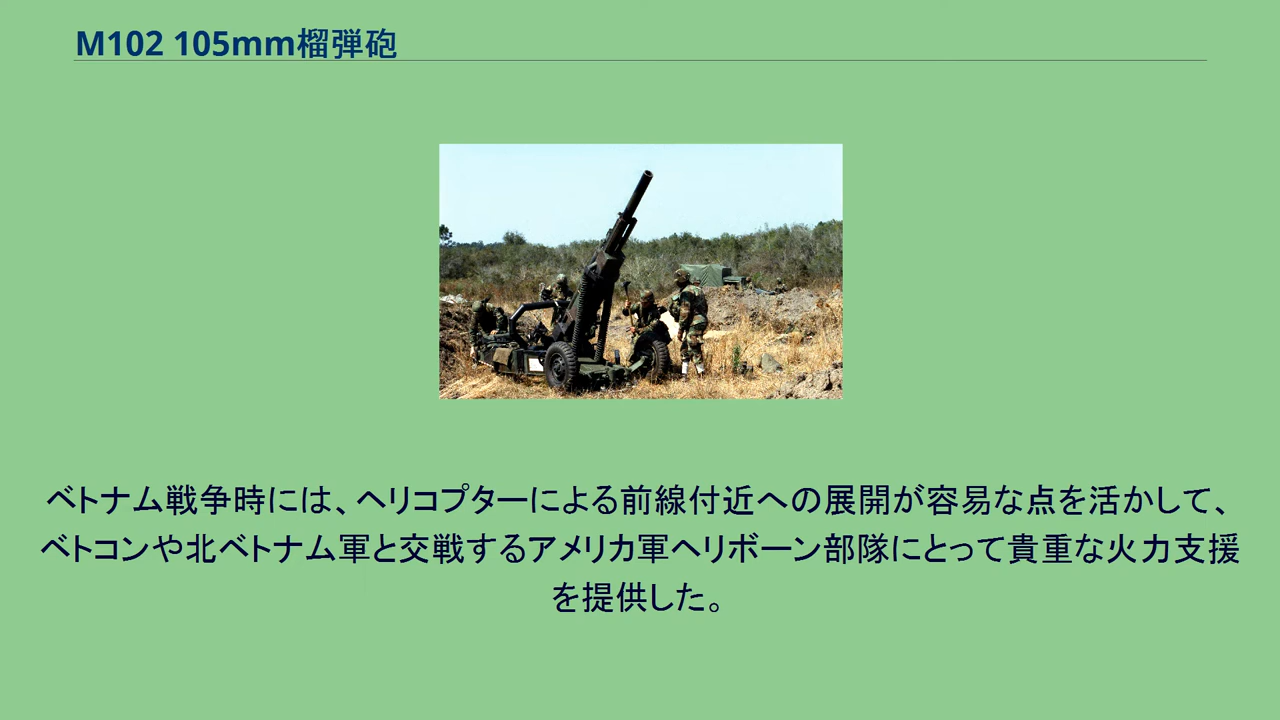 M102 105mm榴弾砲
ベトナム戦争時には、ヘリコプターによる前線付近への展開が容易な点を活かして、
ベトコンや北ベトナム軍と交戦するアメリカ軍ヘリボーン部隊にとって貴重な火力支援
を提供した。